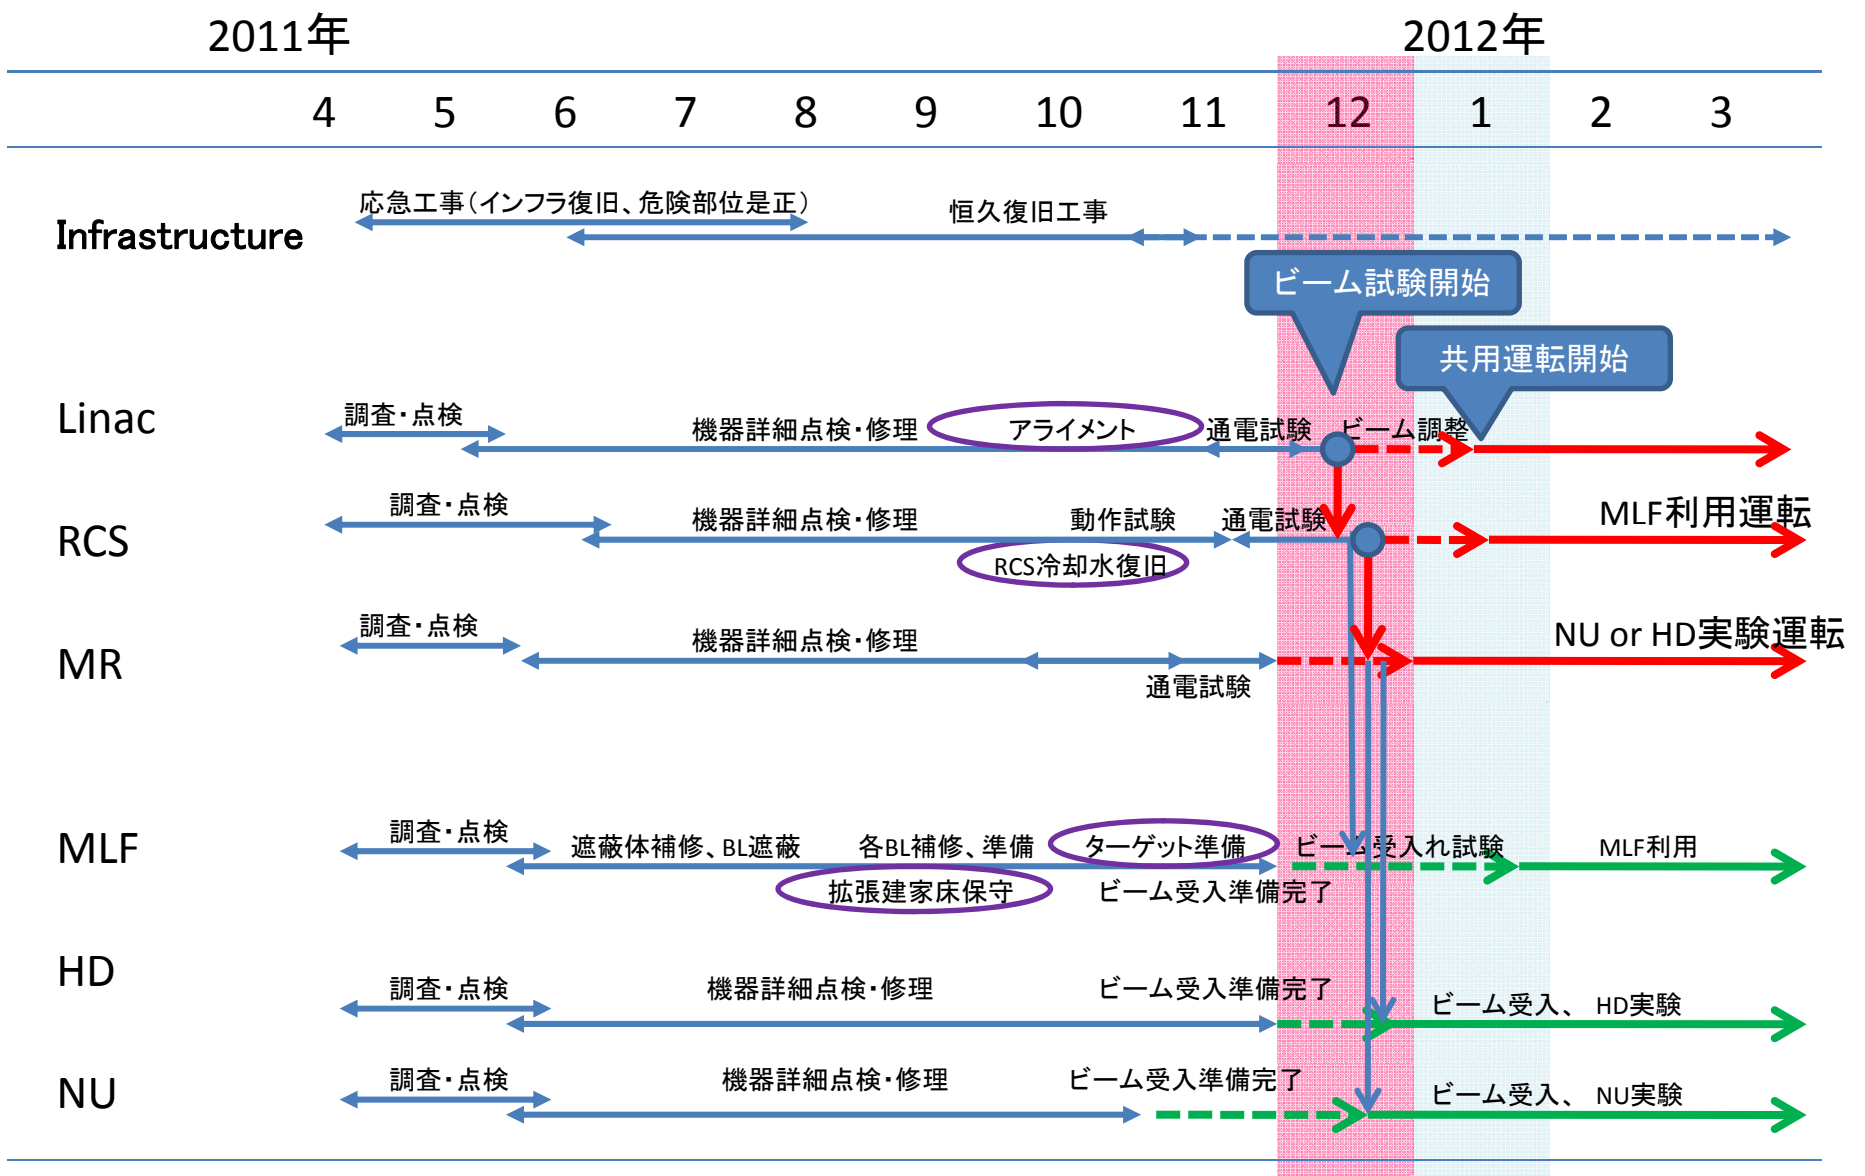 2011年 2012年
4 5 6 7 8 9 10 11 12 1 2 3
Infrastructure
応急工事(インフラ復旧、危険部位是正)
恒久復旧工事
ビーム試験開始
共用運転開始
Linac
調査・点検
機器詳細点検・修理
アライメント
通電試験
ビーム調整
RCS
調査・点検
機器詳細点検・修理
動作試験
通電試験
MLF利用運転
RCS冷却水復旧
MR
調査・点検
機器詳細点検・修理
通電試験
NU or HD実験運転
MLF
調査・点検
遮蔽体補修、BL遮蔽
各BL補修、準備
ターゲット準備
ビーム受入れ試験
MLF利用
拡張建家床保守
ビーム受入準備完了
HD
調査・点検
機器詳細点検・修理
ビーム受入準備完了
ビーム受入、 HD実験
NU
調査・点検
機器詳細点検・修理
ビーム受入準備完了
ビーム受入、 NU実験